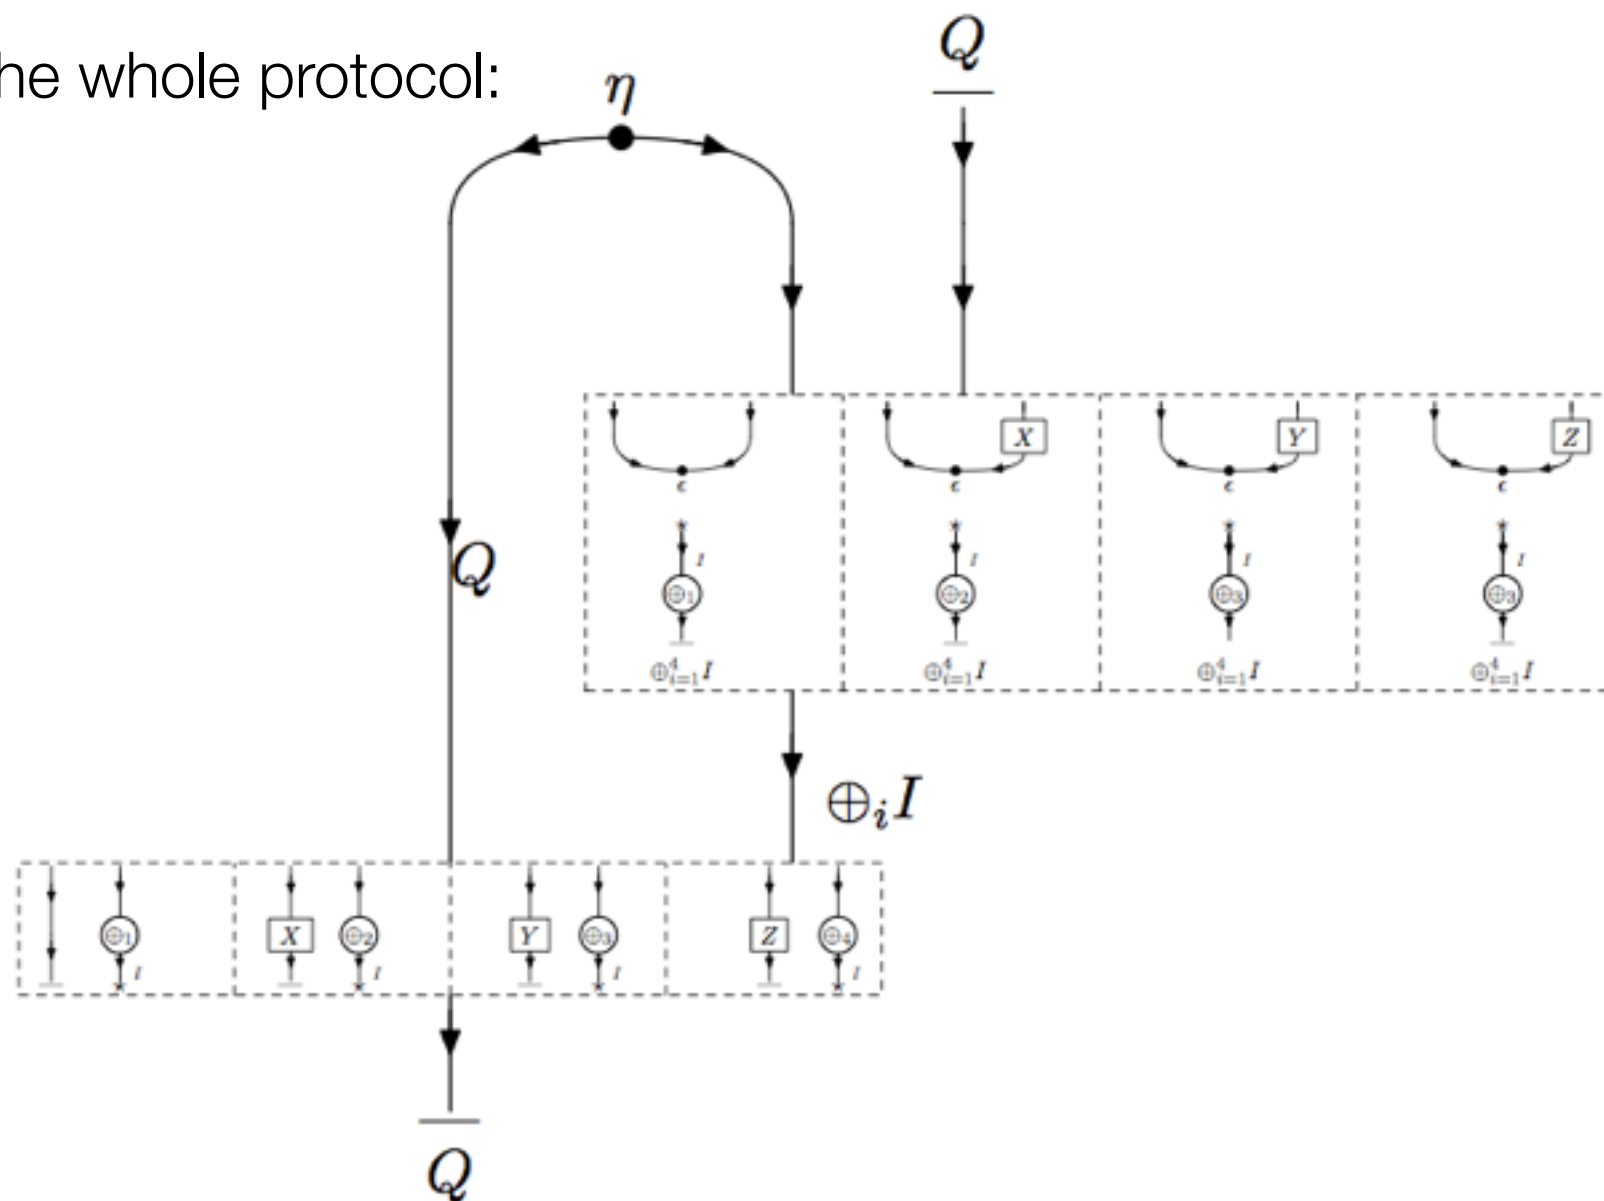 he whole protocol:
η
Q
Q
X Y Z
ϵ ϵ ϵ ϵ
⋆ ⋆ ⋆ ⋆
I I I I
⊕₁ ⊕₂ ⊕₃ ⊕₃
⊕⁴ᵢ₌₁I ⊕⁴ᵢ₌₁I ⊕⁴ᵢ₌₁I ⊕⁴ᵢ₌₁I
⊕ᵢI
⊕₁ X ⊕₂ Y ⊕₃ Z ⊕₄
I I I I
⋆ ⋆ ⋆ ⋆
Q